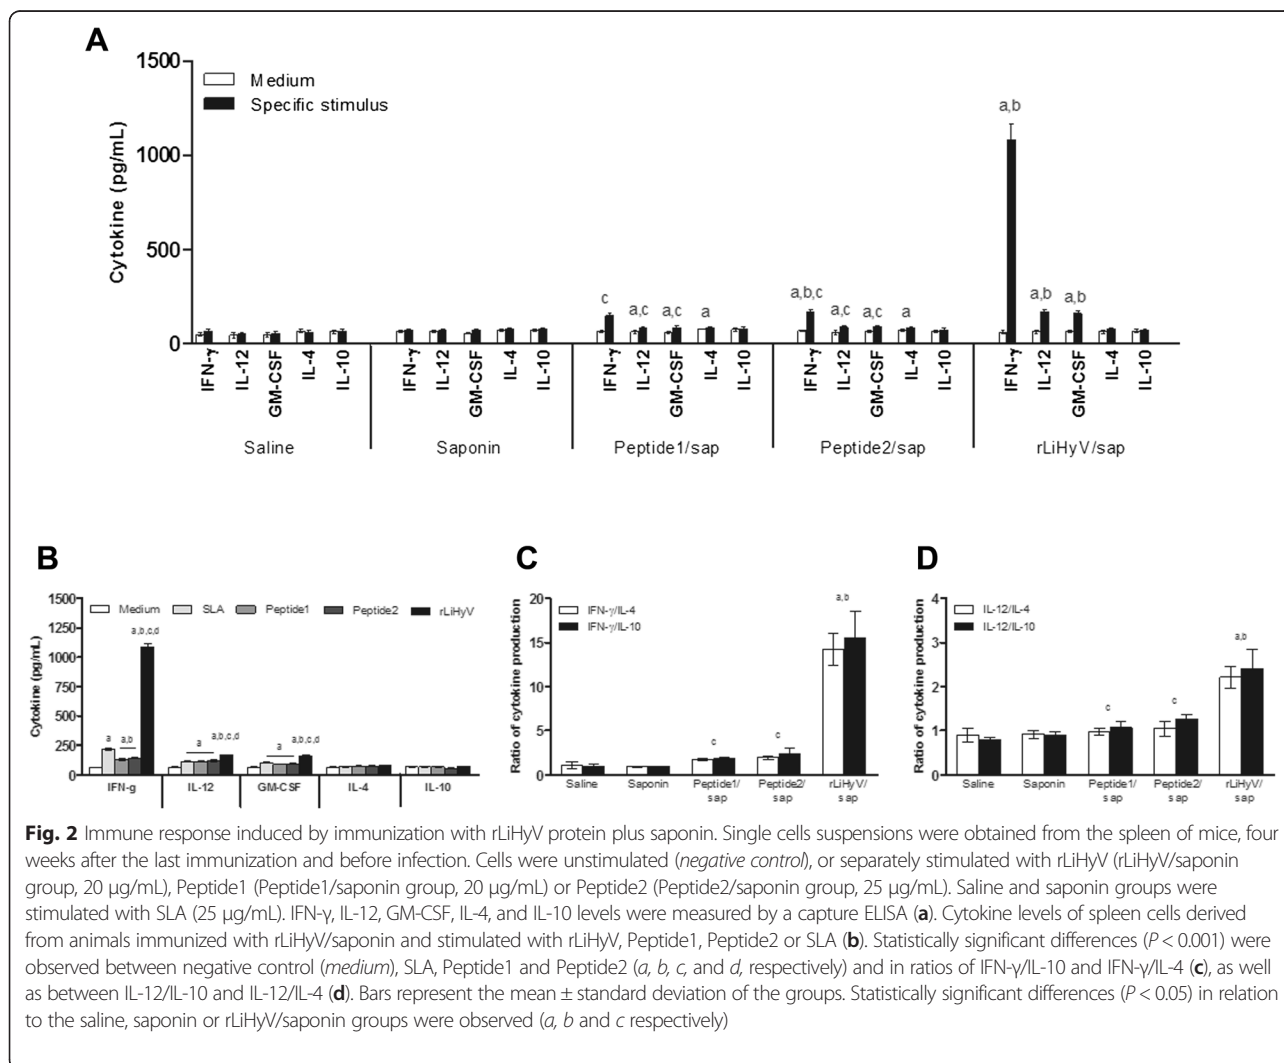 A
1500
1000
500
0
Cytokine (pg/mL)
Medium
Specific stimulus
c
a,c
a,c
a
a,b,c
a,c
a,c
a
a,b
a,b
a,b
IFN-γ
IL-12
GM-CSF
IL-4
IL-10
IFN-γ
IL-12
GM-CSF
IL-4
IL-10
IFN-γ
IL-12
GM-CSF
IL-4
IL-10
IFN-γ
IL-12
GM-CSF
IL-4
IL-10
IFN-γ
IL-12
GM-CSF
IL-4
IL-10
Saline
Saponin
Peptide1/sap
Peptide2/sap
rLiHyV/sap
B
1500
1250
1000
750
500
250
0
Cytokine (pg/mL)
Medium
SLA
Peptide1
Peptide2
rLiHyV
a
a,b
a,b,c,d
a
a,b,c,d
a
a,b,c,d
IFN-g
IL-12
GM-CSF
IL-4
IL-10
C
20
15
10
5
0
Ratio of cytokine production
IFN-γ/IL-4
IFN-γ/IL-10
c
c
a,b
Saline
Saponin
Peptide1/
sap
Peptide2/
sap
rLiHyV/
sap
D
4
3
2
1
0
Ratio of cytokine production
IL-12/IL-4
IL-12/IL-10
c
c
a,b
Saline
Saponin
Peptide1/
sap
Peptide2/
sap
rLiHyV/
sap
Fig. 2 Immune response induced by immunization with rLiHyV protein plus saponin. Single cells suspensions were obtained from the spleen of mice, four
weeks after the last immunization and before infection. Cells were unstimulated (negative control), or separately stimulated with rLiHyV (rLiHyV/saponin
group, 20 μg/mL), Peptide1 (Peptide1/saponin group, 20 μg/mL) or Peptide2 (Peptide2/saponin group, 25 μg/mL). Saline and saponin groups were
stimulated with SLA (25 μg/mL). IFN-γ, IL-12, GM-CSF, IL-4, and IL-10 levels were measured by a capture ELISA (a). Cytokine levels of spleen cells derived
from animals immunized with rLiHyV/saponin and stimulated with rLiHyV, Peptide1, Peptide2 or SLA (b). Statistically significant differences (P < 0.001) were
observed between negative control (medium), SLA, Peptide1 and Peptide2 (a, b, c, and d, respectively) and in ratios of IFN-γ/IL-10 and IFN-γ/IL-4 (c), as well
as between IL-12/IL-10 and IL-12/IL-4 (d). Bars represent the mean ± standard deviation of the groups. Statistically significant differences (P < 0.05) in relation
to the saline, saponin or rLiHyV/saponin groups were observed (a, b and c respectively)